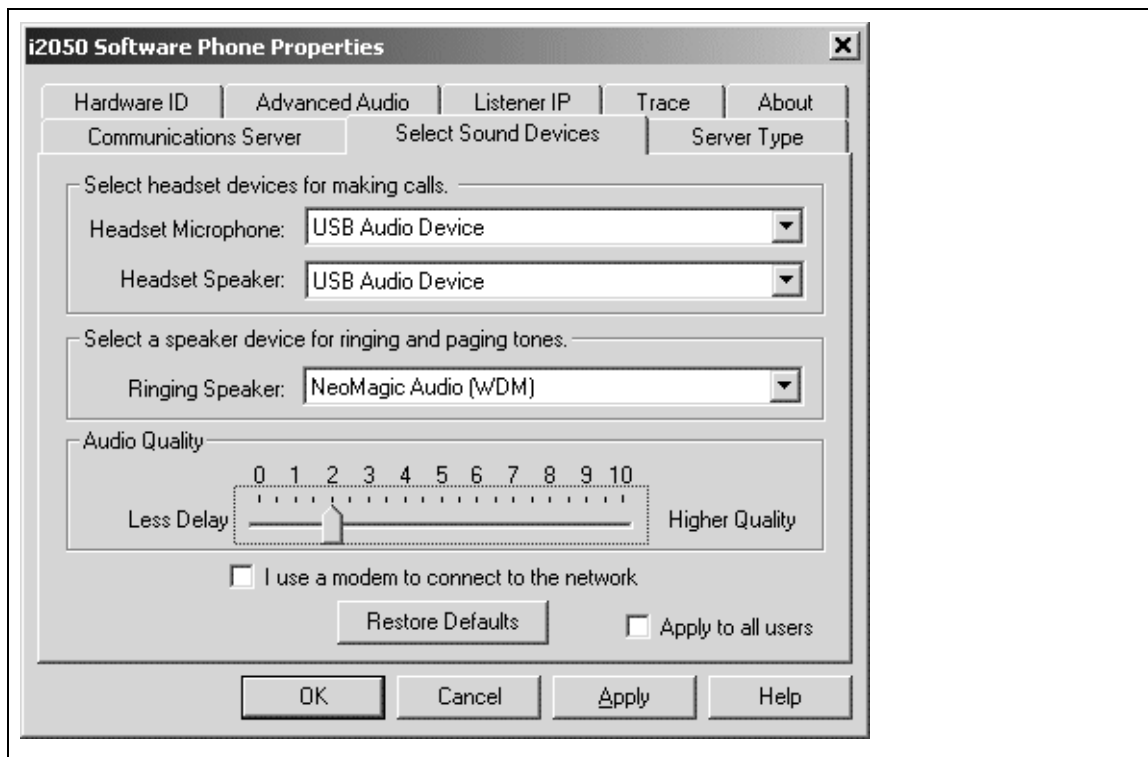 i2050 Software Phone Properties
Hardware ID Advanced Audio Listener IP Trace About
Communications Server Select Sound Devices Server Type
Select headset devices for making calls.
Headset Microphone: USB Audio Device
Headset Speaker: USB Audio Device
Select a speaker device for ringing and paging tones.
Ringing Speaker: NeoMagic Audio (WDM)
Audio Quality
0 1 2 3 4 5 6 7 8 9 10
Less Delay Higher Quality
I use a modem to connect to the network
Restore Defaults Apply to all users
OK Cancel Apply Help